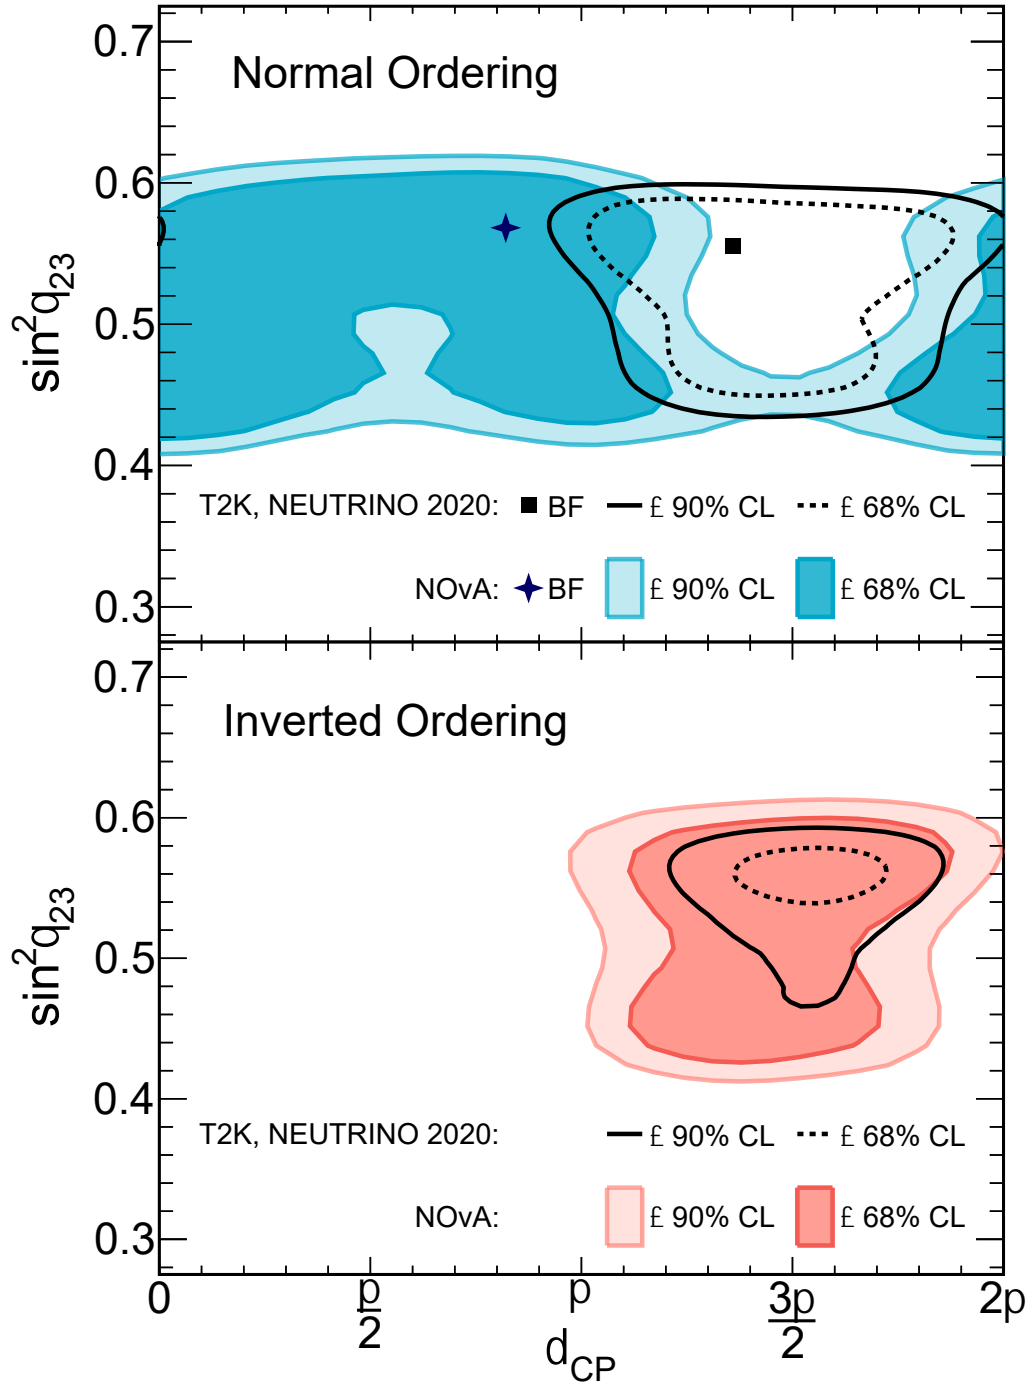 0.7
Normal Ordering
0.6
sin²q₂₃
0.5
0.4
T2K, NEUTRINO 2020: BF £ 90% CL £ 68% CL
NOvA: BF £ 90% CL £ 68% CL
0.3
0.7
Inverted Ordering
0.6
sin²q₂₃
0.5
0.4
T2K, NEUTRINO 2020: £ 90% CL £ 68% CL
NOvA: £ 90% CL £ 68% CL
0.3
0 p/2 p 3p/2 2p
d_CP